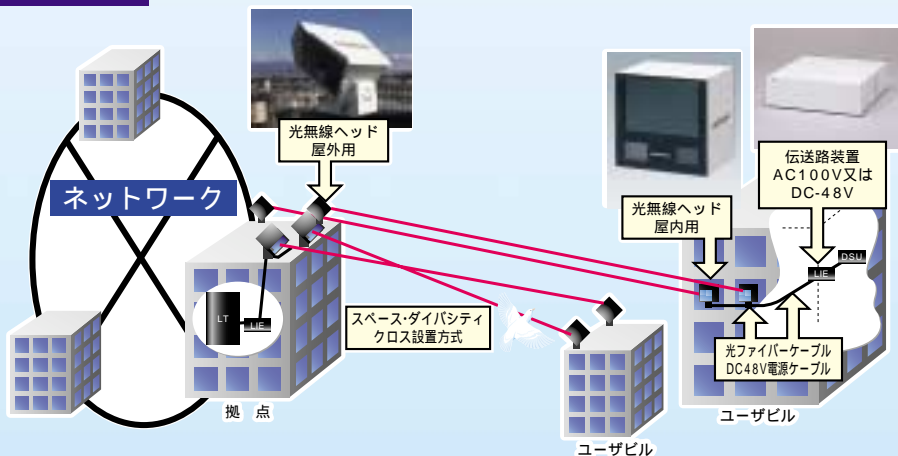 光無線ヘッド
屋外用
ネットワーク
伝送路装置
AC100V又は
DC-48V
光無線ヘッド
屋内用
DSU
LIE
LT
LIE
スペース・ダイバシティ
クロス設置方式
光ファイバーケーブル
DC48V電源ケーブル
拠 点
ユーザビル
ユーザビル